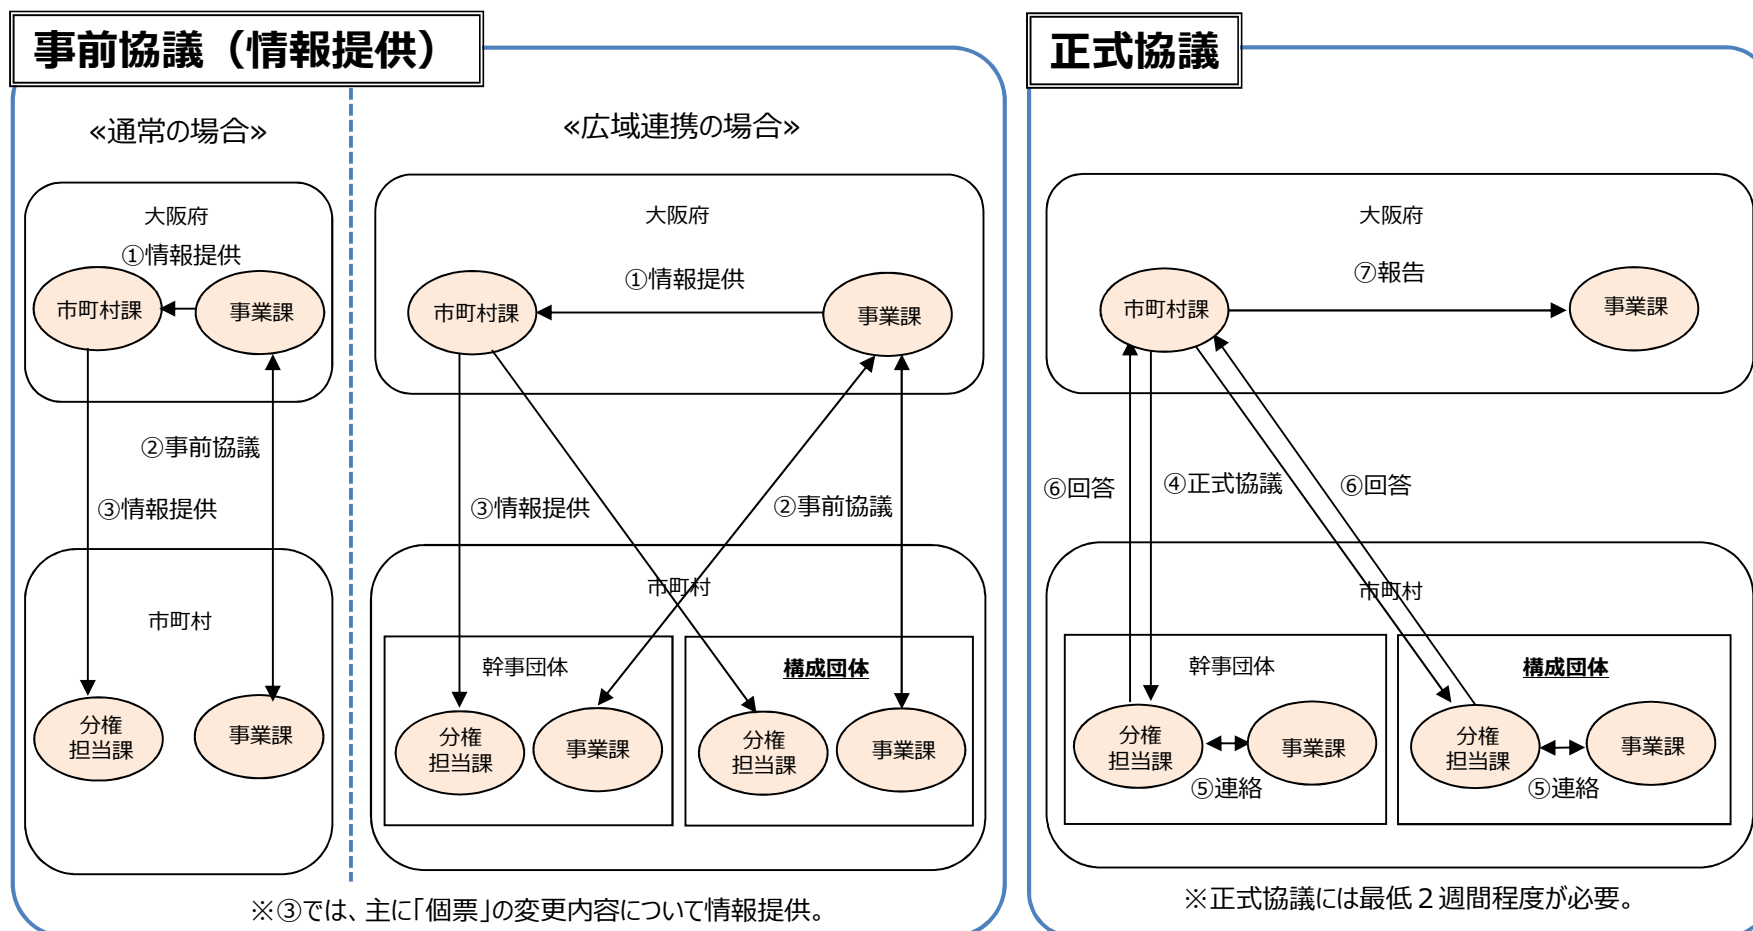 事前協議（情報提供）
«通常の場合»
大阪府
①情報提供
市町村課
事業課
②事前協議
③情報提供
市町村
分権
担当課
事業課
«広域連携の場合»
大阪府
①情報提供
市町村課
事業課
③情報提供
②事前協議
市町村
幹事団体
分権
担当課
事業課
構成団体
分権
担当課
事業課
※③では、主に「個票」の変更内容について情報提供。
正式協議
大阪府
⑦報告
市町村課
事業課
⑥回答
④正式協議
⑥回答
市町村
幹事団体
分権
担当課
事業課
⑤連絡
構成団体
分権
担当課
事業課
⑤連絡
※正式協議には最低２週間程度が必要。